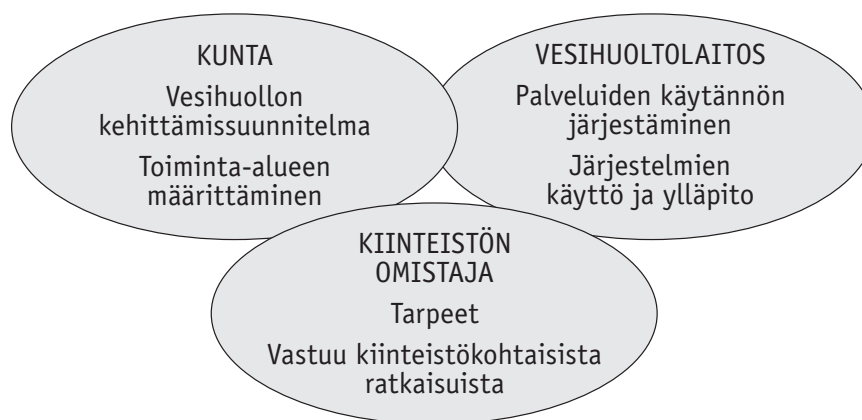 KUNTA
Vesihuollon
kehittämissuunnitelma
Toiminta-alueen
määrittäminen
VESIHUOLTOLAITOS
Palveluiden käytännön
järjestäminen
Järjestelmien
käyttö ja ylläpito
KIINTEISTÖN
OMISTAJA
Tarpeet
Vastuu kiinteistökohtaisista
ratkaisuista